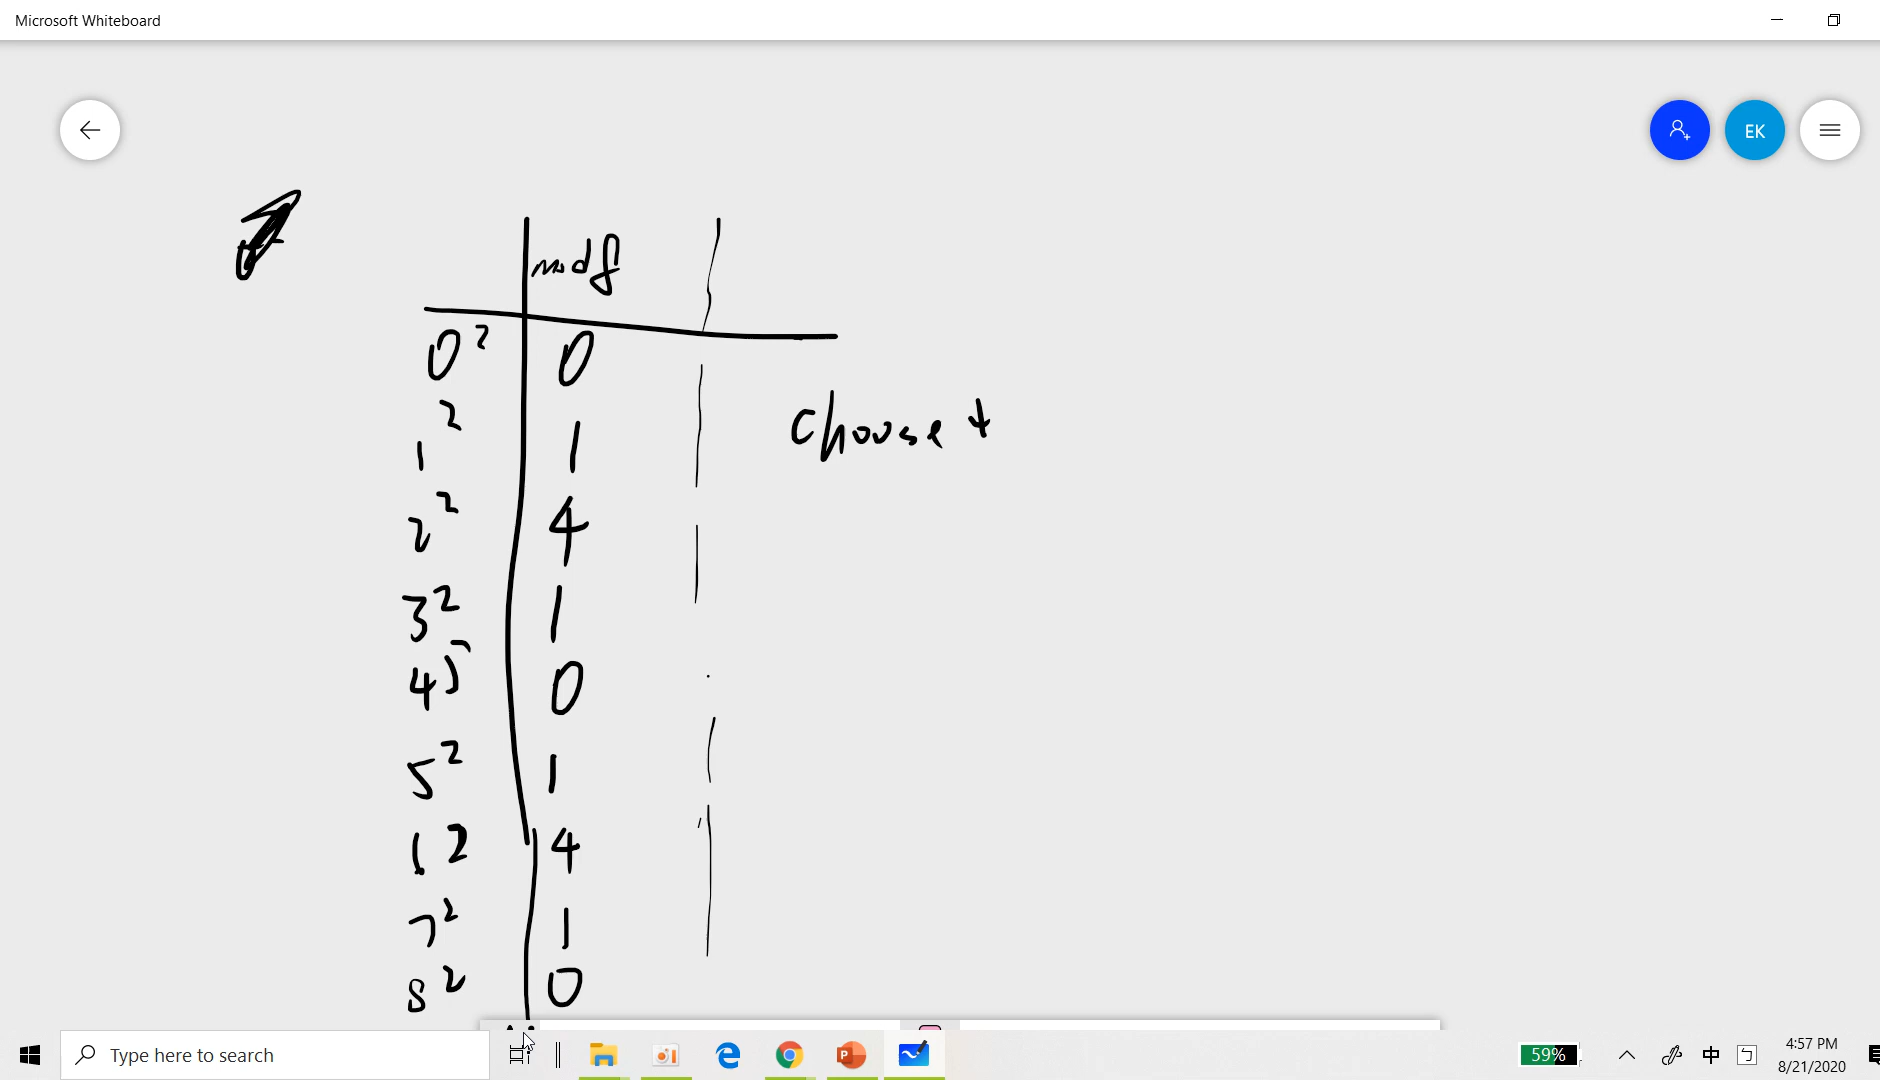 Microsoft Whiteboard
EK
mod 8
0² 0
1² 1
choose 4
2² 4
3² 1
4² 0
5² 1
4
7² 1
8² 0
Type here to search
59%
中
4:57 PM
8/21/2020